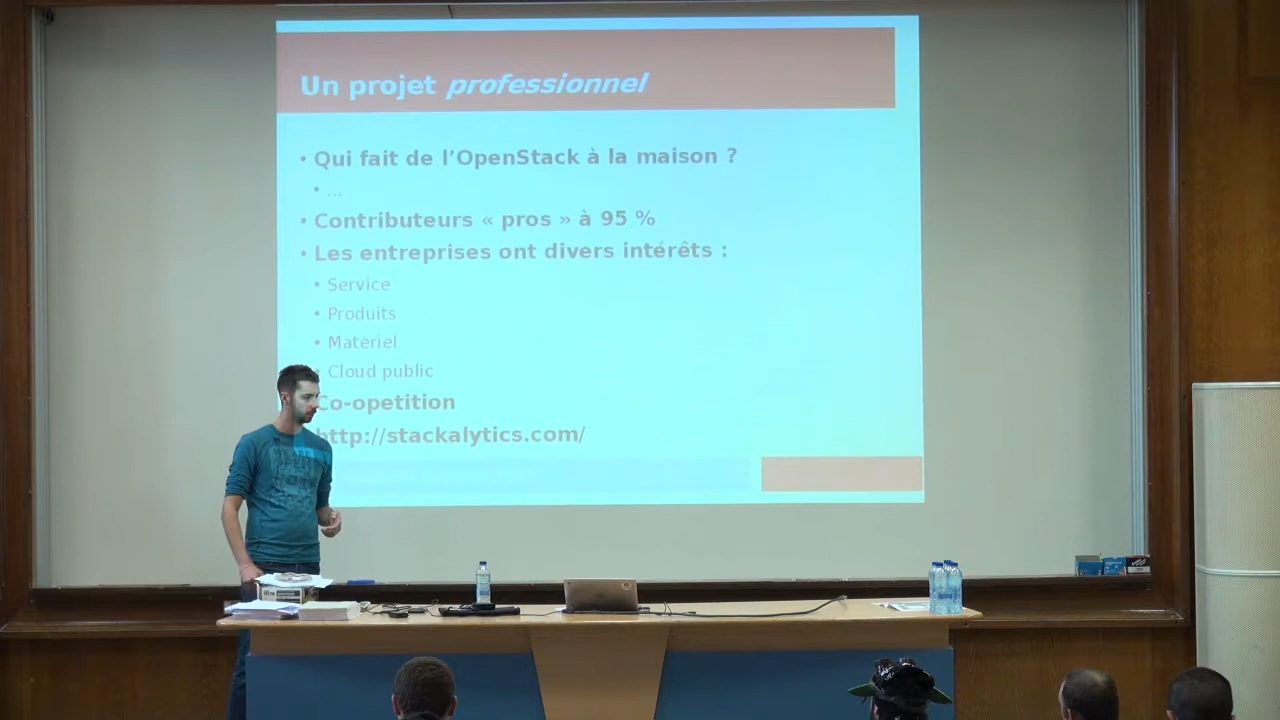 Un projet professionnel
• Qui fait de l’OpenStack à la maison ?
• ...
• Contributeurs « pros » à 95 %
• Les entreprises ont divers intérêts :
• Service
• Produits
• Matériel
• Cloud public
Co-opetition
http://stackalytics.com/